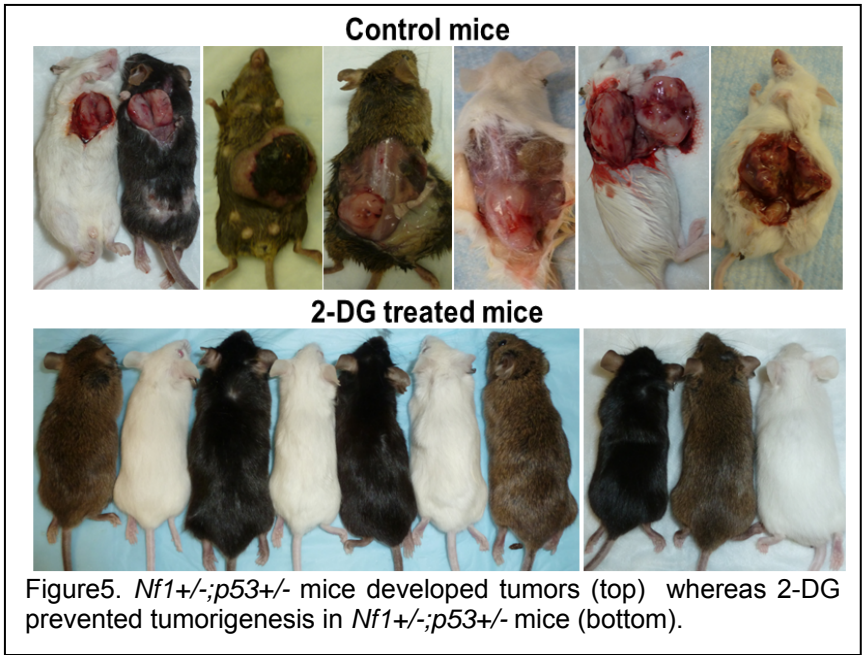 Control mice
2-DG treated mice
Figure5. Nf1+/-;p53+/- mice developed tumors (top) whereas 2-DG
prevented tumorigenesis in Nf1+/-;p53+/- mice (bottom).